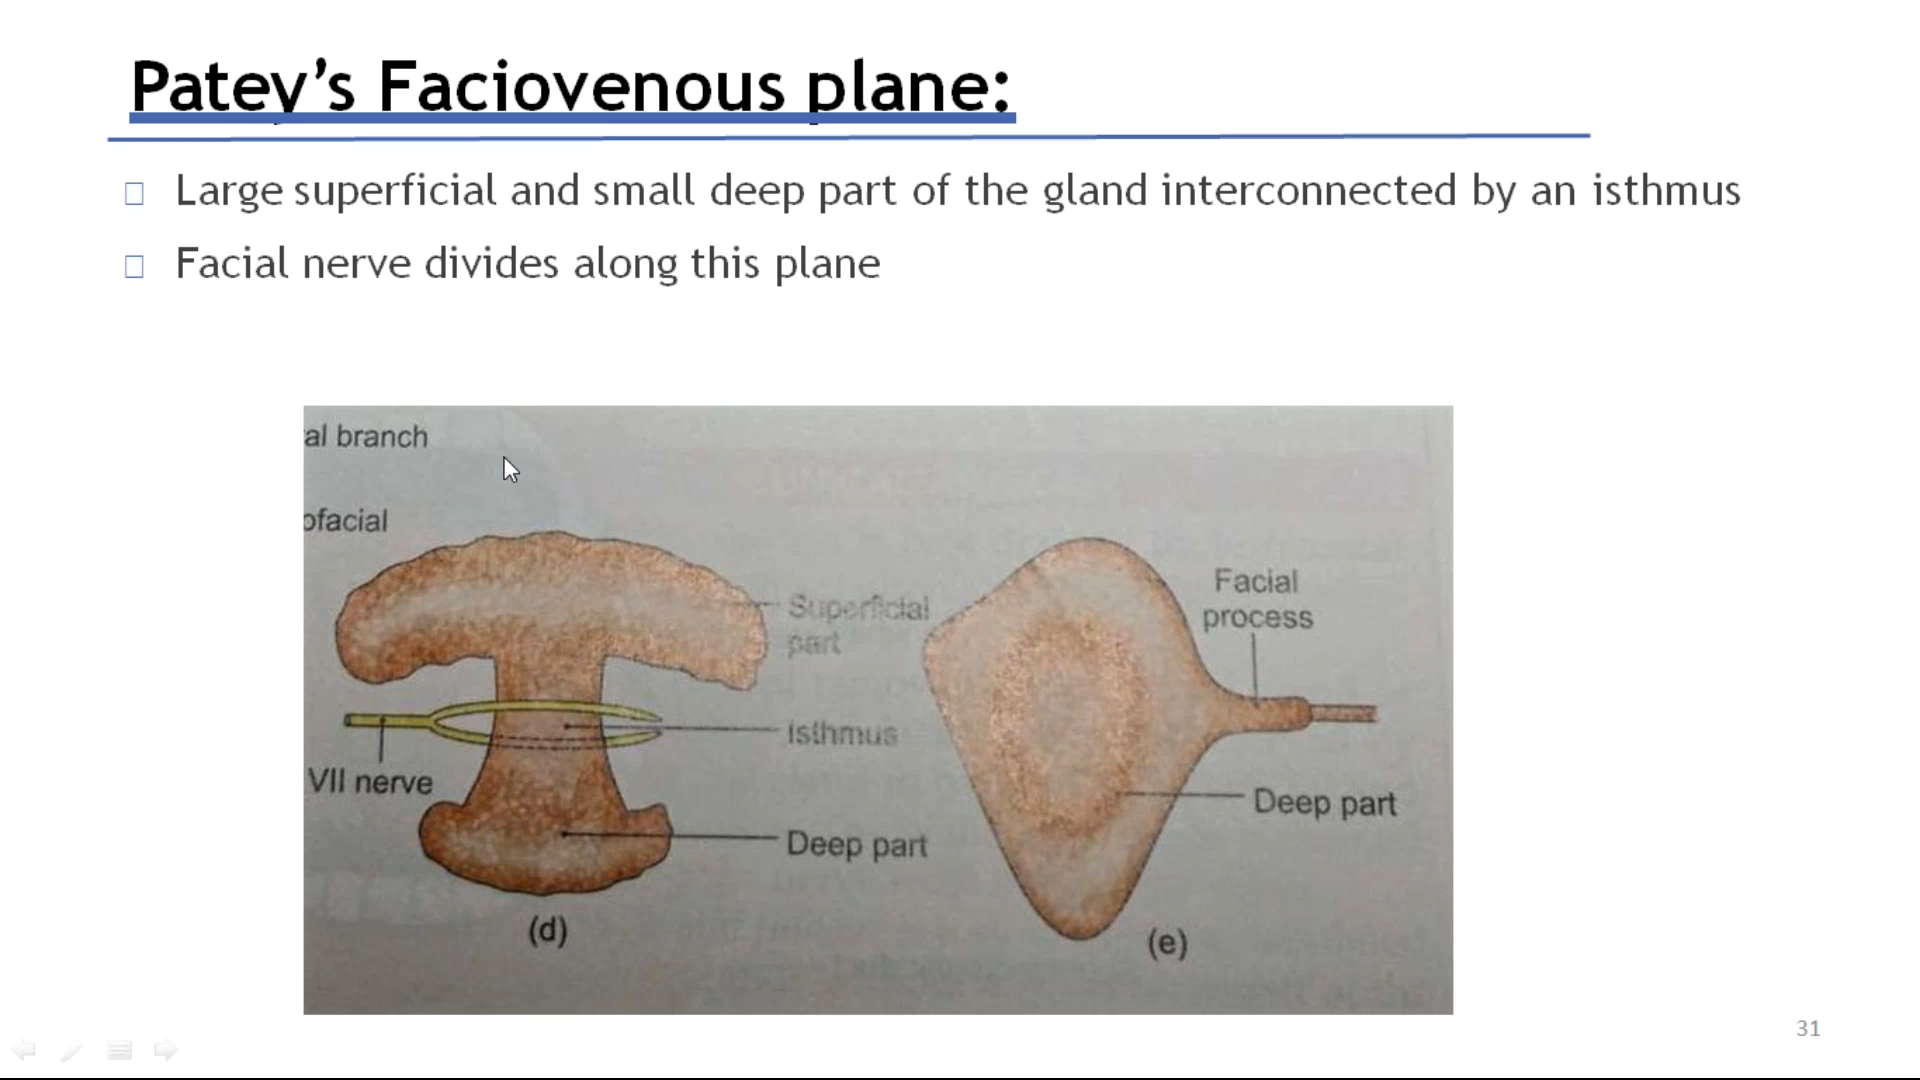 Patey's Faciovenous plane:
Large superficial and small deep part of the gland interconnected by an isthmus
Facial nerve divides along this plane
al branch
ofacial
Superficial
part
Facial
process
Isthmus
VII nerve
Deep part
Deep part
(d)
(e)
31